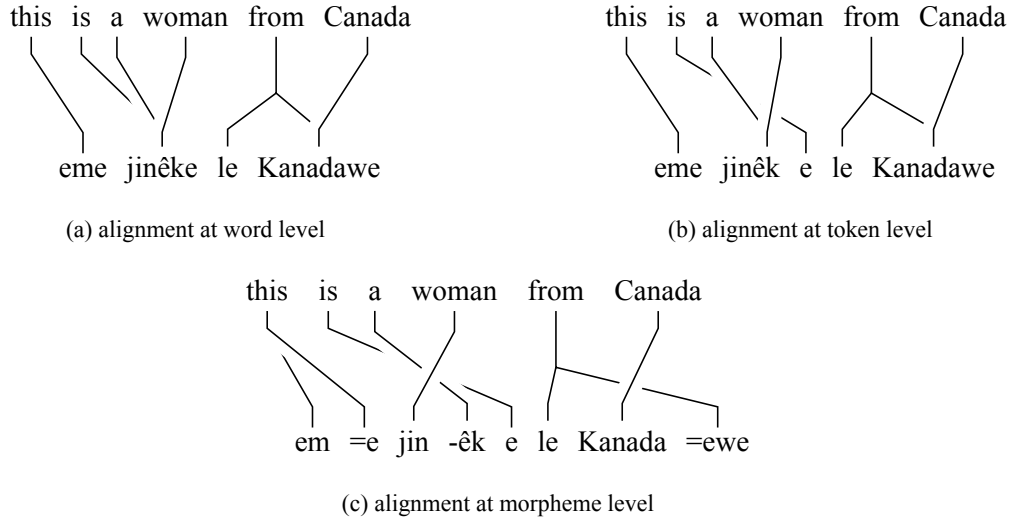 this is a woman from Canada
eme jinêke le Kanadawe
(a) alignment at word level
this is a woman from Canada
eme jinêk e le Kanadawe
(b) alignment at token level
this is a woman from Canada
em =e jin -êk e le Kanada =ewe
(c) alignment at morpheme level